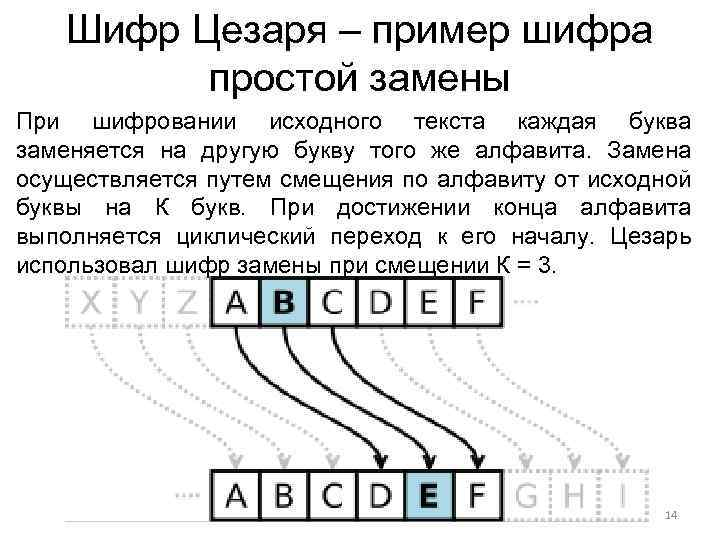 Шифр Цезаря – пример шифра
простой замены
При шифровании исходного текста каждая буква
заменяется на другую букву того же алфавита. Замена
осуществляется путем смещения по алфавиту от исходной
буквы на К букв. При достижении конца алфавита
выполняется циклический переход к его началу. Цезарь
использовал шифр замены при смещении К = 3.
X Y Z A B C D E F ....
.... A B C D E F G H I
14